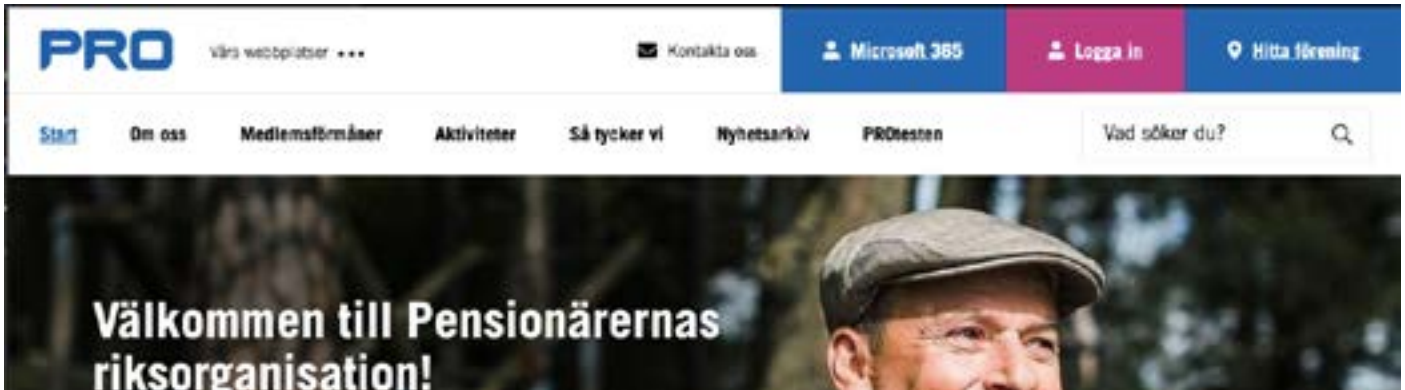 PRO
Våra webbplatser •••
Kontakta oss
Microsoft 365
Logga in
Hitta förening
Start
Om oss
Medlemsförmåner
Aktiviteter
Så tycker vi
Nyhetsarkiv
PROtesten
Vad söker du?
Välkommen till Pensionärernas
riksorganisation!